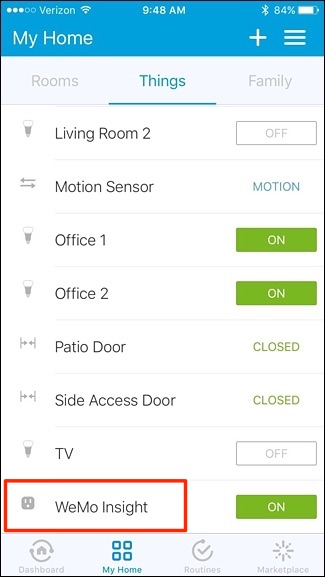 Verizon 9:48 AM 84%
My Home
Rooms Things Family
Living Room 2 OFF
Motion Sensor MOTION
Office 1 ON
Office 2 ON
Patio Door CLOSED
Side Access Door CLOSED
TV OFF
WeMo Insight ON
Dashboard My Home Routines Marketplace